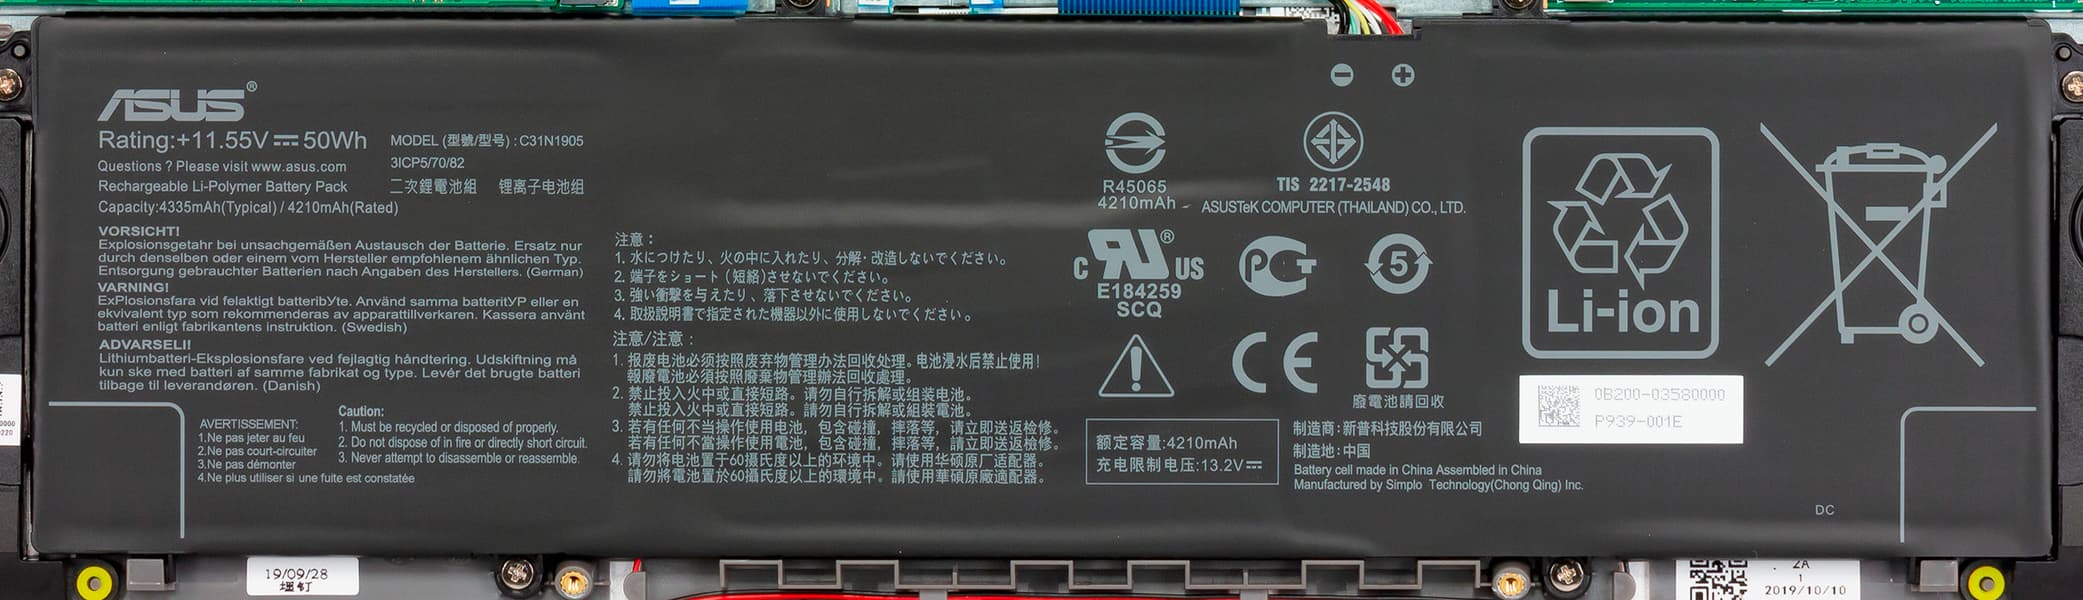 ASUS®
Rating:+11.55V⎓50Wh
MODEL (型號/型号) : C31N1905
Questions ? Please visit www.asus.com
3ICP5/70/82
Rechargeable Li-Polymer Battery Pack
二次鋰電池組 锂离子电池组
Capacity:4335mAh(Typical) / 4210mAh(Rated)
VORSICHT!
Explosionsgetahr bei unsachgemäßen Austausch der Batterie. Ersatz nur
durch denselben oder einem vom Hersteller empfohlenem ähnlichen Typ.
Entsorgung gebrauchter Batterien nach Angaben des Herstellers. (German)
VARNING!
ExPlosionsfara vid felaktigt batteribyte. Använd samma batterityP eller en
ekvivalent typ som rekommenderas av apparattillverkaren. Kassera använt
batteri enligt fabrikantens instruktion. (Swedish)
ADVARSELI!
Lithiumbatteri-Eksplosionsfare ved fejlagtig håndtering. Udskiftning må
kun ske med batteri af samme fabrikat og type. Levér det brugte batteri
tilbage til leverandøren. (Danish)
AVERTISSEMENT:
1.Ne pas jeter au feu
2.Ne pas court-circuiter
3.Ne pas démonter
4.Ne plus utiliser si une fuite est constatée
Caution:
1. Must be recycled or disposed of properly.
2. Do not dispose of in fire or directly short circuit.
3. Never attempt to disassemble or reassemble.
注意：
1. 水につけたり、火の中に入れたり、分解・改造しないでください。
2. 端子をショート（短絡）させないでください。
3. 強い衝撃を与えたり、落下させないでください。
4. 取扱説明書で指定された機器以外に使用しないでください。
注意/注意：
1. 报废电池必须按照废弃物管理办法回收处理。电池浸水后禁止使用！
報廢電池必須按照廢棄物管理辦法回收處理。
2. 禁止投入火中或直接短路。请勿自行拆解或组装电池。
禁止投入火中或直接短路。請勿自行拆解或組裝電池。
3. 若有任何不当操作使用电池，包含碰撞，摔落等，请立即送返检修。
若有任何不當操作使用電池，包含碰撞，摔落等，請立即送返檢修。
4. 请勿将电池置于60摄氏度以上的环境中。请使用华硕原厂适配器。
請勿將電池置於60攝氏度以上的環境中。請使用華碩原廠適配器。
R45065
4210mAh
TIS 2217-2548
ASUSTeK COMPUTER (THAILAND) CO., LTD.
C RU® US
E184259
SCQ
PCT
5
CE
廢電池請回收
额定容量:4210mAh
充电限制电压:13.2V⎓
制造商:新普科技股份有限公司
制造地:中国
Battery cell made in China Assembled in China
Manufactured by Simplo Technology(Chong Qing) Inc.
Li-ion
0B200-03580000
P939-001E
DC
19/09/28
2A
1
2019/10/10